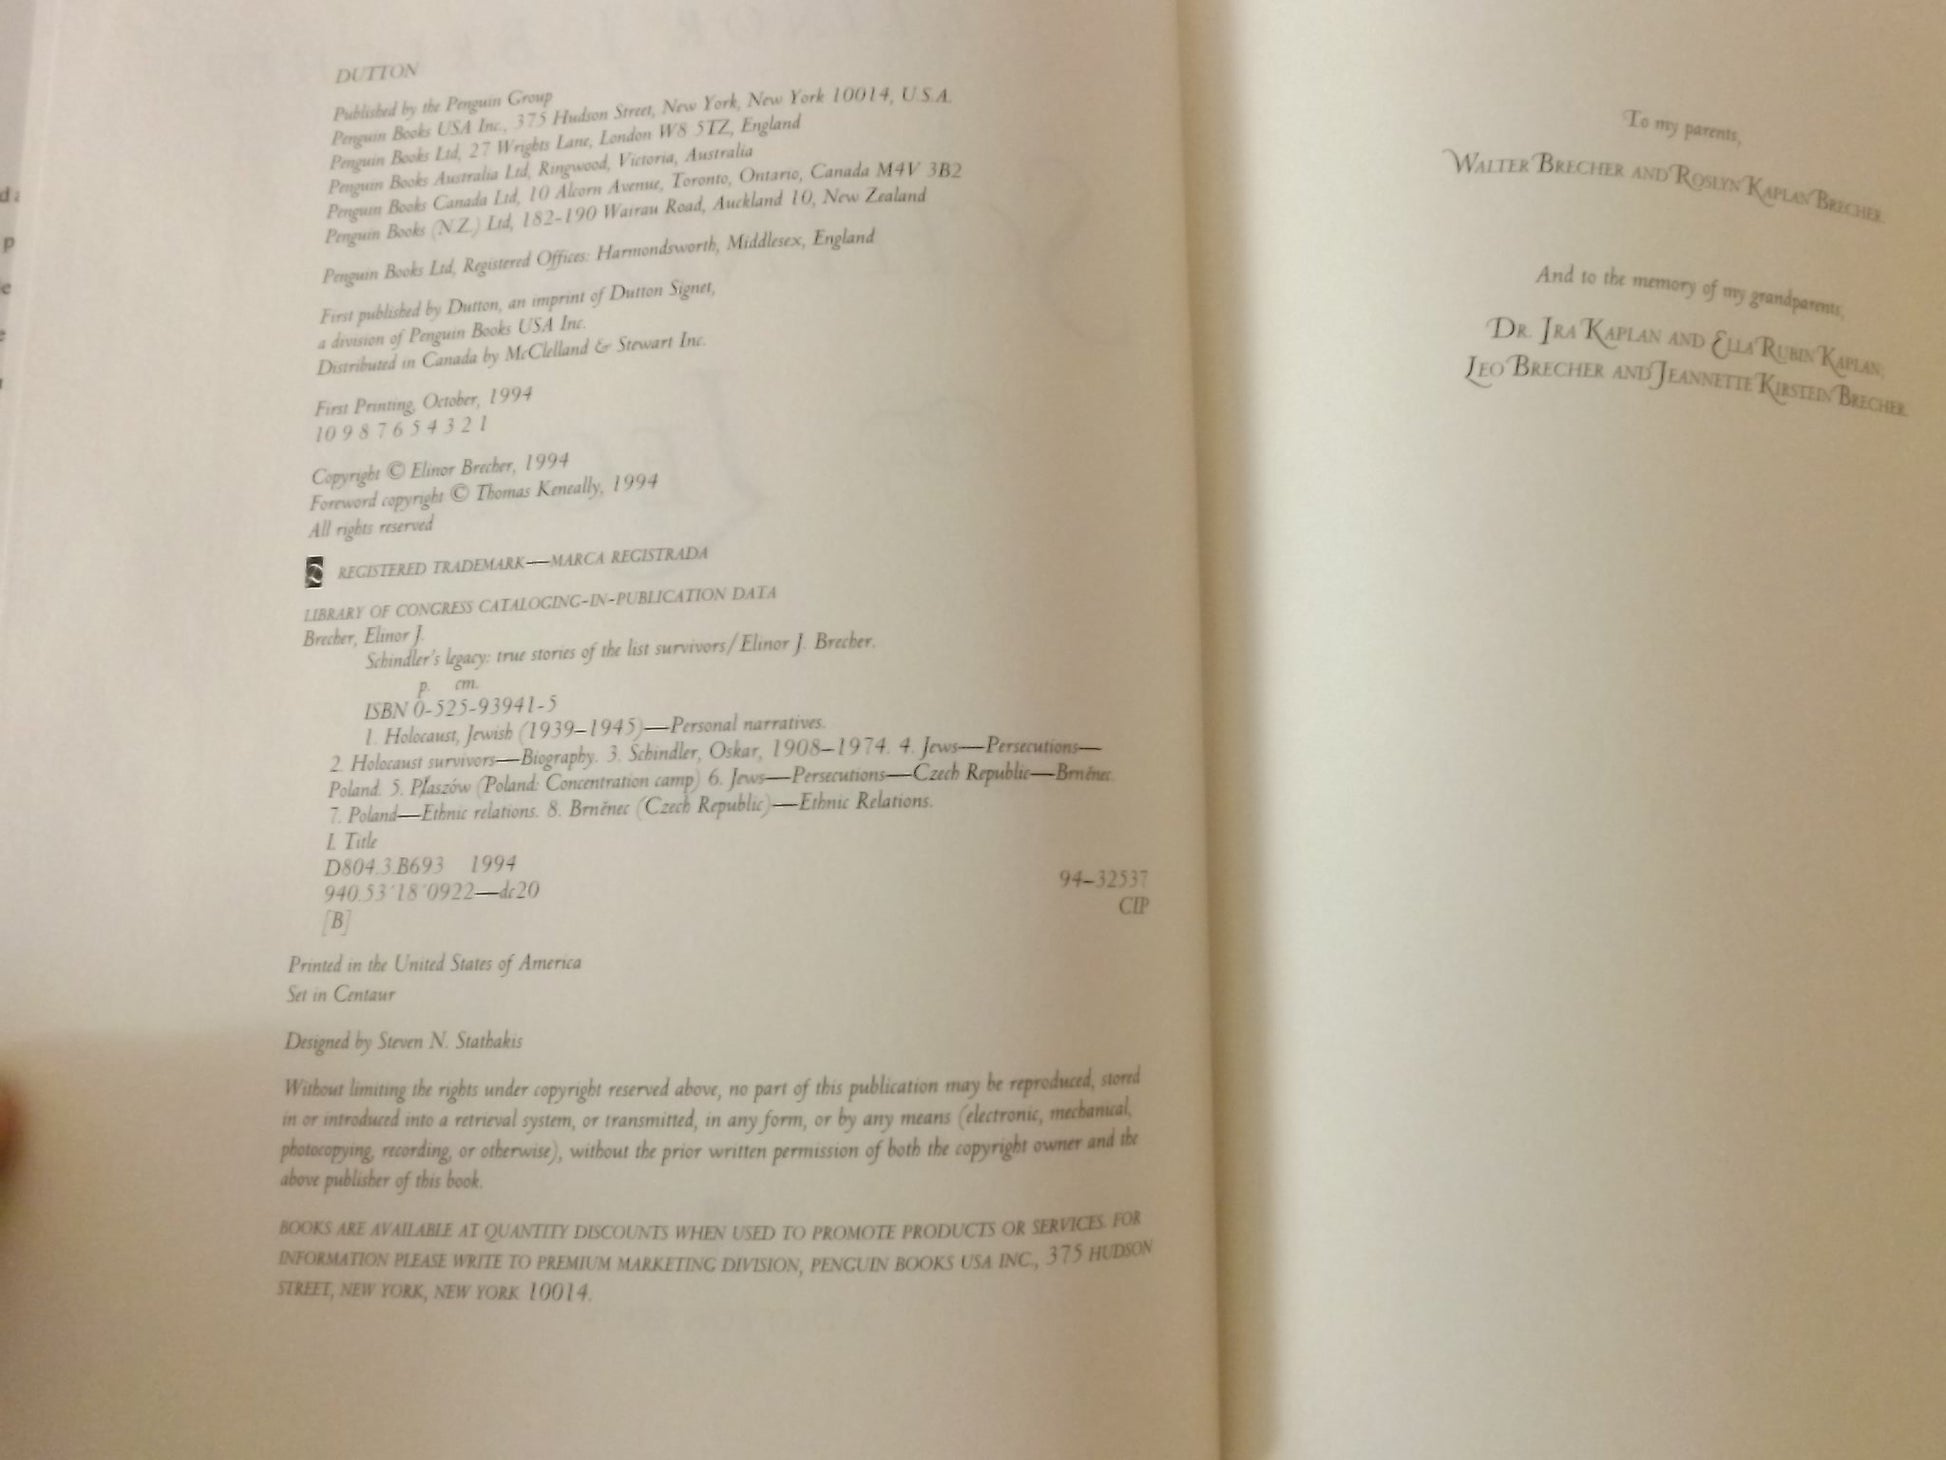 DUTTON
Published by the Penguin Group
Penguin Books USA Inc., 375 Hudson Street, New York, New York 10014, U.S.A.
Penguin Books Ltd, 27 Wrights Lane, London W8 5TZ, England
Penguin Books Australia Ltd, Ringwood, Victoria, Australia
Penguin Books Canada Ltd, 10 Alcorn Avenue, Toronto, Ontario, Canada M4V 3B2
Penguin Books (N.Z.) Ltd, 182–190 Wairau Road, Auckland 10, New Zealand
Penguin Books Ltd, Registered Offices: Harmondsworth, Middlesex, England
First published by Dutton, an imprint of Dutton Signet,
a division of Penguin Books USA Inc.
Distributed in Canada by McClelland & Stewart Inc.
First Printing, October, 1994
10 9 8 7 6 5 4 3 2 1
Copyright © Elinor Brecher, 1994
Foreword copyright © Thomas Keneally, 1994
All rights reserved
REGISTERED TRADEMARK—MARCA REGISTRADA
LIBRARY OF CONGRESS CATALOGING-IN-PUBLICATION DATA
Brecher, Elinor J.
Schindler's legacy: true stories of the list survivors/Elinor J. Brecher.
p. cm.
ISBN 0-525-93941-5
1. Holocaust, Jewish (1939–1945)—Personal narratives.
2. Holocaust survivors—Biography. 3. Schindler, Oskar, 1908–1974. 4. Jews—Persecutions—
Poland. 5. Płaszów (Poland: Concentration camp) 6. Jews—Persecutions—Czech Republic—Brněnec.
7. Poland—Ethnic relations. 8. Brněnec (Czech Republic)—Ethnic Relations.
I. Title
D804.3.B693 1994
940.53'18'0922—dc20 94–32537
[B] CIP
Printed in the United States of America
Set in Centaur
Designed by Steven N. Stathakis
Without limiting the rights under copyright reserved above, no part of this publication may be reproduced, stored
in or introduced into a retrieval system, or transmitted, in any form, or by any means (electronic, mechanical,
photocopying, recording, or otherwise), without the prior written permission of both the copyright owner and the
above publisher of this book.
BOOKS ARE AVAILABLE AT QUANTITY DISCOUNTS WHEN USED TO PROMOTE PRODUCTS OR SERVICES. FOR
INFORMATION PLEASE WRITE TO PREMIUM MARKETING DIVISION, PENGUIN BOOKS USA INC., 375 HUDSON
STREET, NEW YORK, NEW YORK 10014.
To my parents,
WALTER BRECHER AND ROSLYN KAPLAN BRECHER
And to the memory of my grandparents,
DR. IRA KAPLAN AND ELLA RUBIN KAPLAN,
LEO BRECHER AND JEANNETTE KIRSTEIN BRECHER